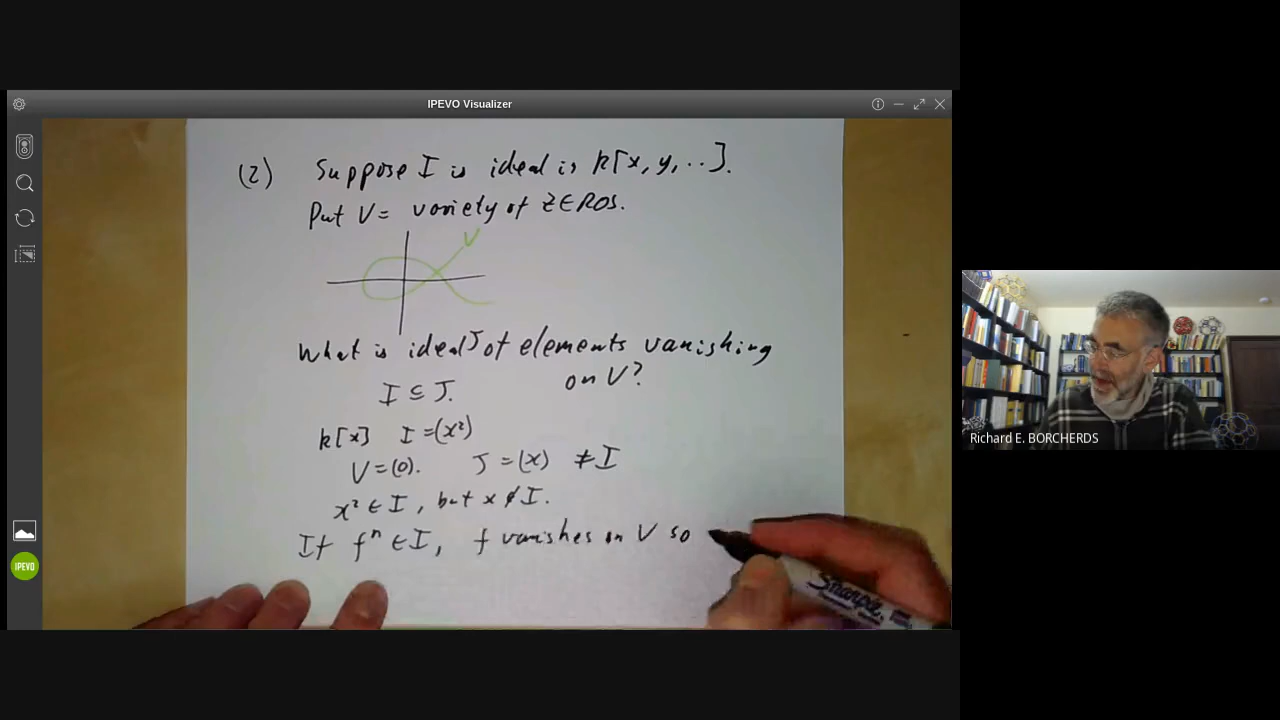 IPEVO Visualizer
(2) Suppose I is ideal is k[x, y, ..].
Put V = variety of ZEROS.
V
What is ideal J of elements vanishing
on V?
I ⊆ J.
k[x] I = (x²)
V = (0). J = (x) ≠ I
x² ∈ I, but x ∉ I.
If fⁿ ∈ I, f vanishes on V so
Sharpie
IPEVO
Richard E. BORCHERDS